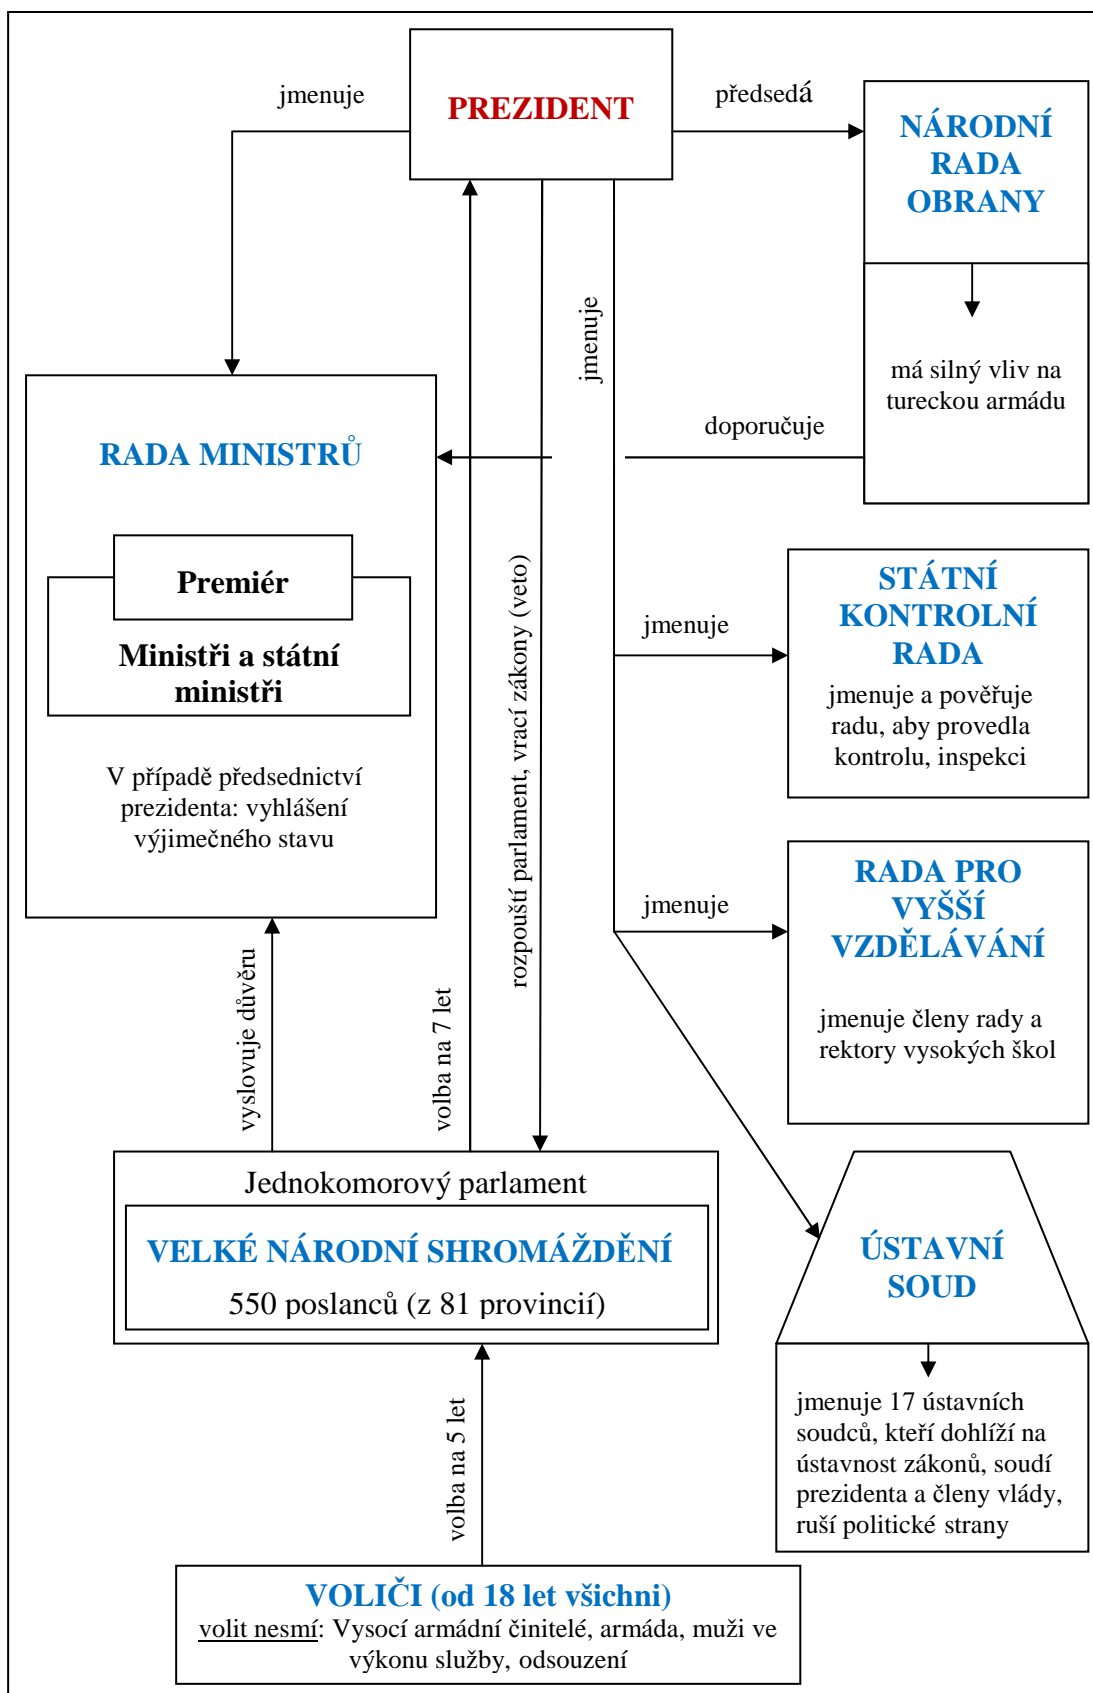 jmenuje
PREZIDENT
předsedá
NÁRODNÍ
RADA
OBRANY
jmenuje
má silný vliv na
tureckou armádu
doporučuje
RADA MINISTRŮ
Premiér
Ministři a státní
ministři
V případě předsednictví
prezidenta: vyhlášení
výjimečného stavu
rozpouští parlament, vrací zákony (veto)
jmenuje
STÁTNÍ
KONTROLNÍ
RADA
jmenuje a pověřuje
radu, aby provedla
kontrolu, inspekci
jmenuje
RADA PRO
VYŠŠÍ
VZDĚLÁVÁNÍ
jmenuje členy rady a
rektory vysokých škol
vyslovuje důvěru
volba na 7 let
Jednokomorový parlament
VELKÉ NÁRODNÍ SHROMÁŽDĚNÍ
550 poslanců (z 81 provincií)
ÚSTAVNÍ
SOUD
jmenuje 17 ústavních
soudců, kteří dohlíží na
ústavnost zákonů, soudí
prezidenta a členy vlády,
ruší politické strany
volba na 5 let
VOLIČI (od 18 let všichni)
volit nesmí: Vysocí armádní činitelé, armáda, muži ve
výkonu služby, odsouzení